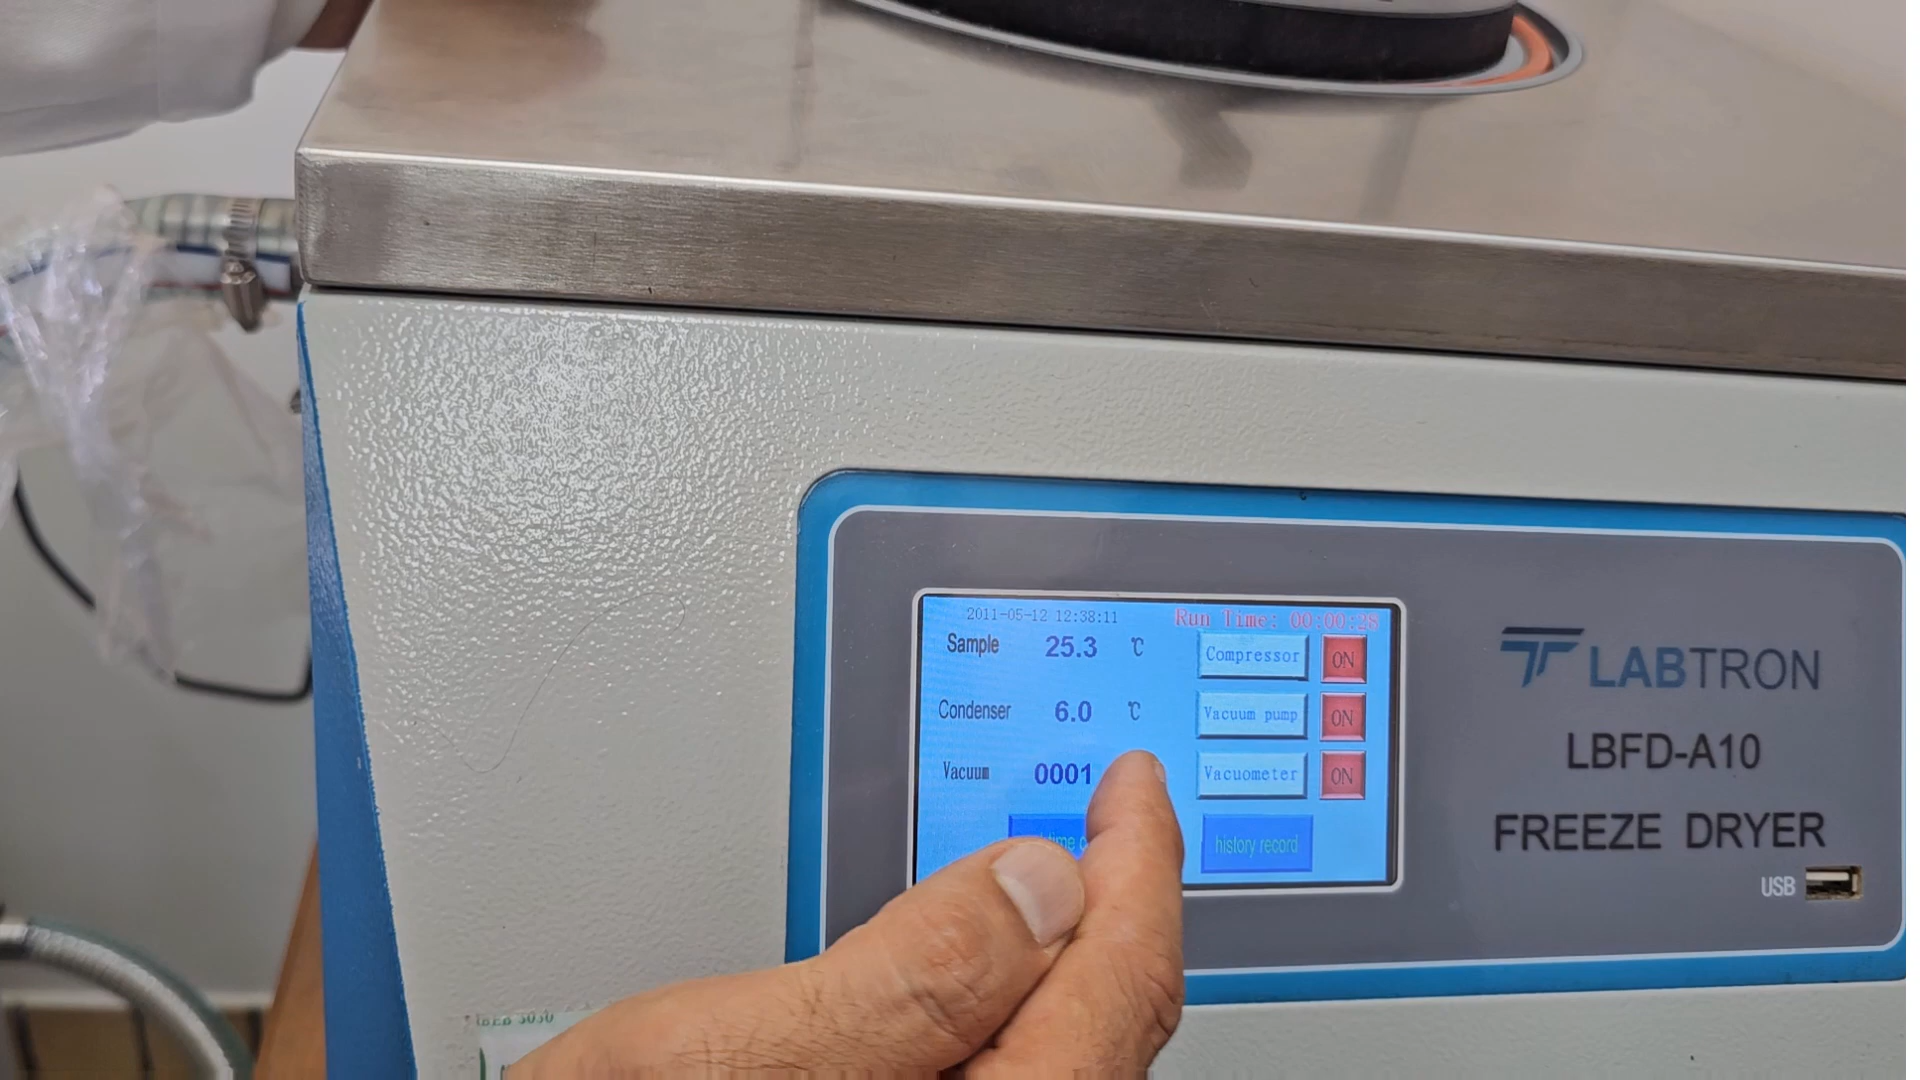 2011-05-12 12:38:11 Run Time: 00:00:28
Sample 25.3 ℃ Compressor ON
Condenser 6.0 ℃ Vacuum pump ON
Vacuum 0001 Vacuometer ON
history record
LABTRON
LBFD-A10
FREEZE DRYER
USB